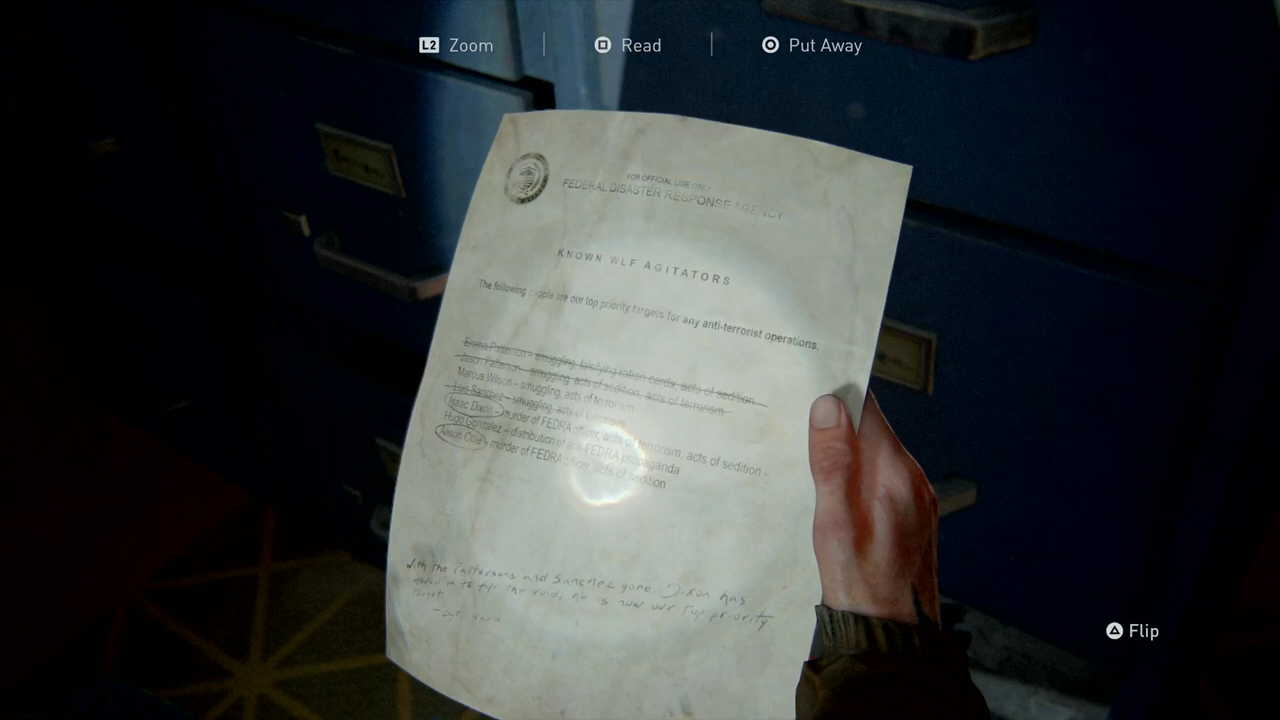 L2 Zoom
Read
Put Away
FOR OFFICIAL USE ONLY
FEDERAL DISASTER RESPONSE AGENCY
KNOWN WLF AGITATORS
The following people are our top priority targets for any anti-terrorist operations.
Emma Patterson - smuggling, falsifying ration cards, acts of sedition
Jason Patterson - smuggling, acts of sedition, acts of terrorism
Marcus Wilson - smuggling, acts of terrorism
Luis Sanchez - smuggling, acts of terrorism
Isaac Dixon - murder of FEDRA officer, acts of terrorism, acts of sedition -
Hugo Gonzalez - distribution of anti-FEDRA propaganda
Alison Cole - murder of FEDRA officer, acts of sedition
With the Pattersons and Sanchez gone, Dixon has
moved in to fill the void, he is now our top priority
target
- Sgt.
Flip